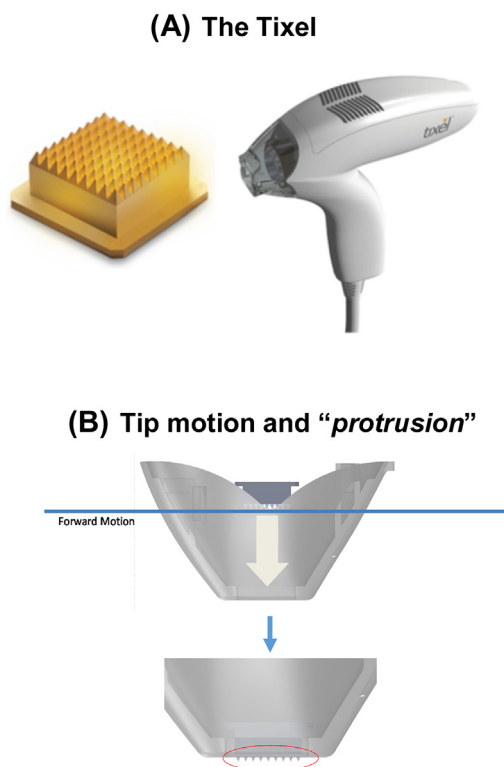 (A) The Tixel
tixel
(B) Tip motion and “protrusion”
Forward Motion